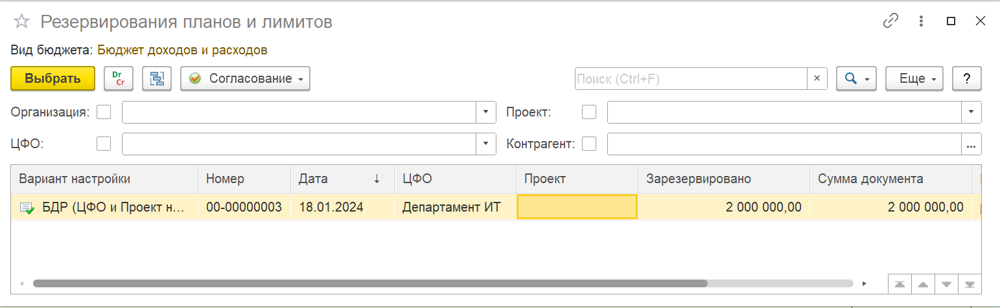 Резервирования планов и лимитов
Вид бюджета: Бюджет доходов и расходов
Выбрать Dr Cr Согласование Поиск (Ctrl+F) × Еще ?
Организация: Проект:
ЦФО: Контрагент: ...
Вариант настройки Номер Дата ↓ ЦФО Проект Зарезервировано Сумма документа
БДР (ЦФО и Проект н... 00-00000003 18.01.2024 Департамент ИТ 2 000 000,00 2 000 000,00